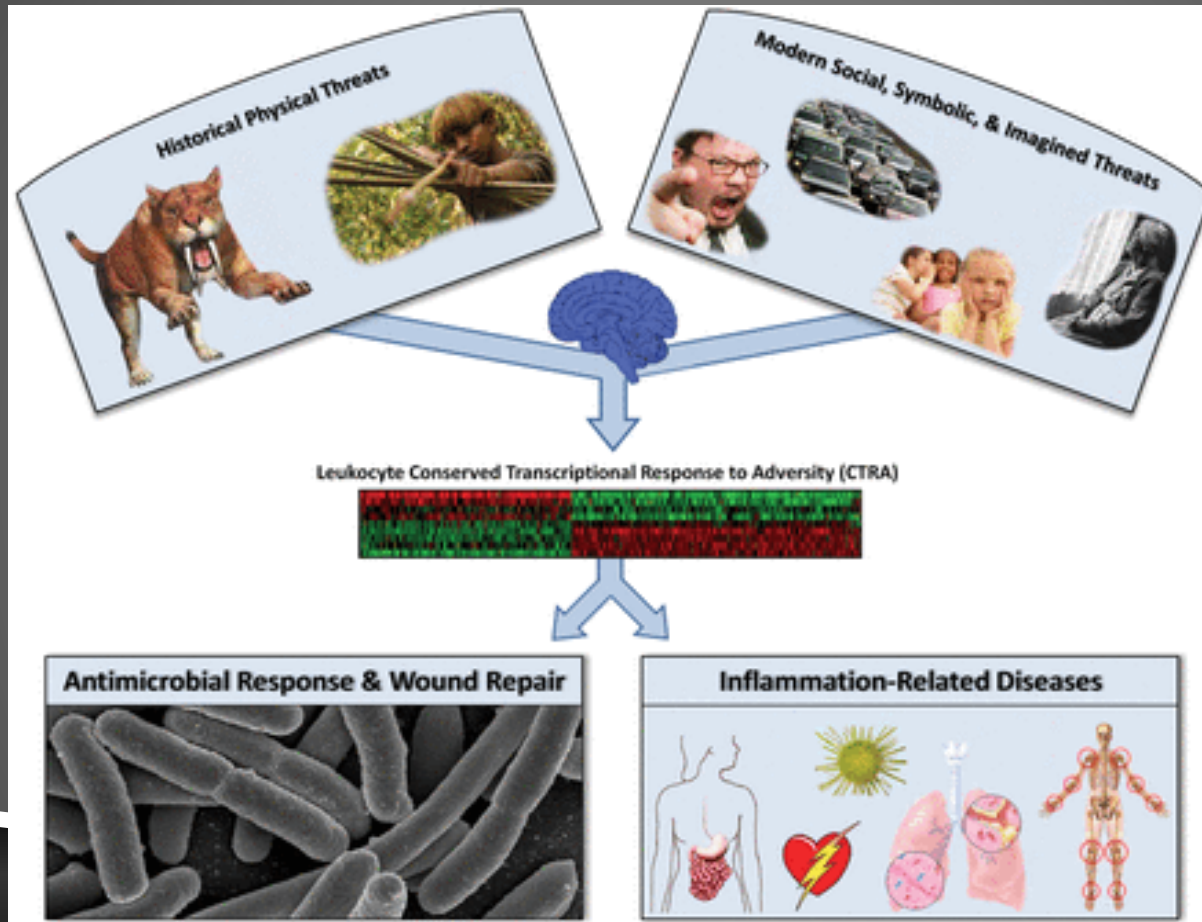 Historical Physical Threats
Modern Social, Symbolic, & Imagined Threats
Leukocyte Conserved Transcriptional Response to Adversity (CTRA)
Antimicrobial Response & Wound Repair
Inflammation-Related Diseases